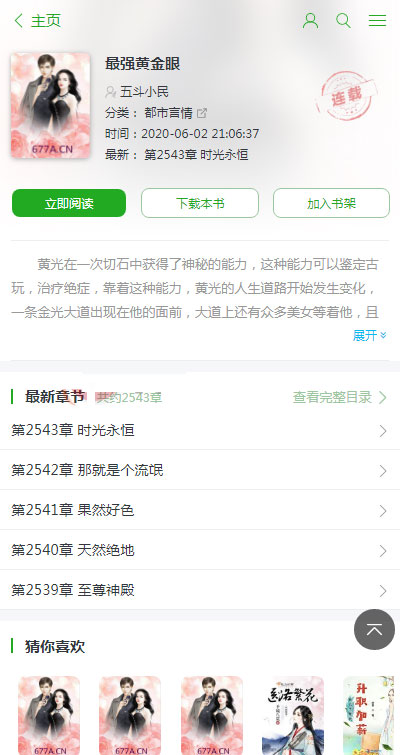 主页
最强黄金眼
五斗小民
分类： 都市言情
时间：2020-06-02 21:06:37
最新： 第2543章 时光永恒
连载
677A.CN
立即阅读
下载本书
加入书架
黄光在一次切石中获得了神秘的能力，这种能力可以鉴定古
玩，治疗绝症，靠着这种能力，黄光的人生道路开始发生变化，
一条金光大道出现在他的面前，大道上还有众多美女等着他，且
展开
最新章节
共约2543章
查看完整目录
第2543章 时光永恒
第2542章 那就是个流氓
第2541章 果然好色
第2540章 天然绝地
第2539章 至尊神殿
猜你喜欢
677A.CN
677A.CN
677A.CN
升职加薪